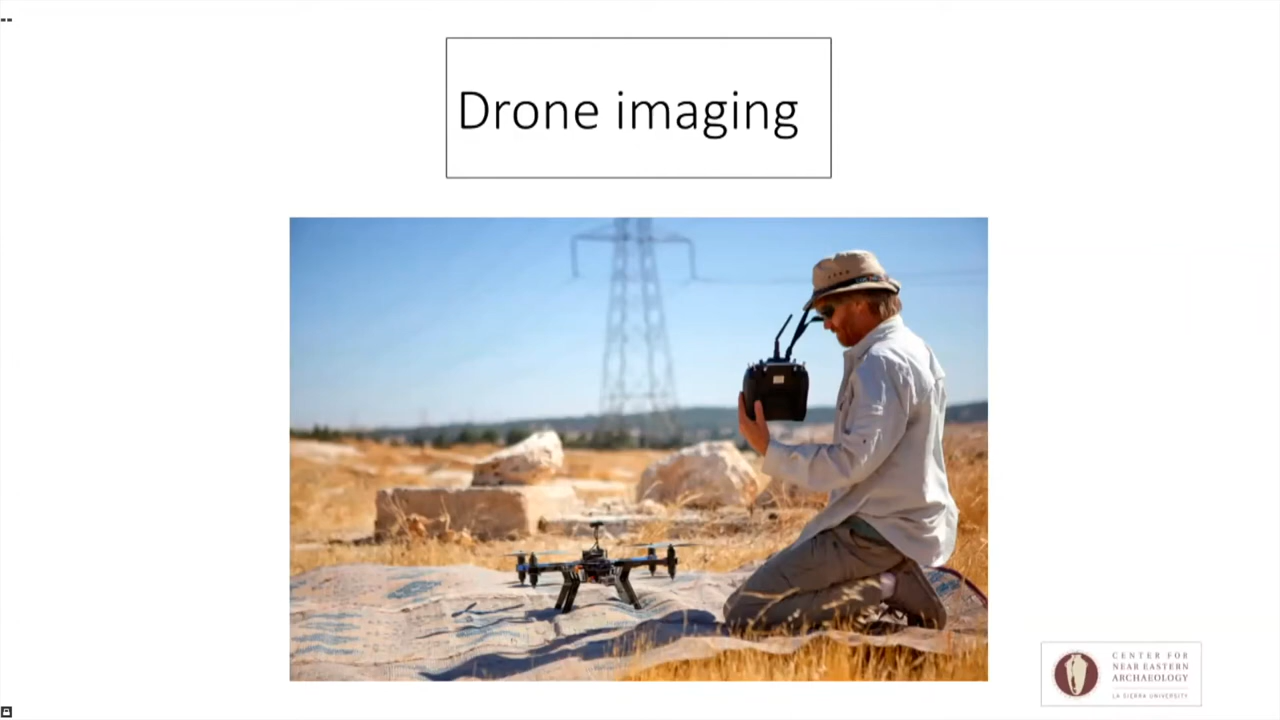 Drone imaging
CENTER FOR
NEAR EASTERN
ARCHAEOLOGY
LA SIERRA UNIVERSITY